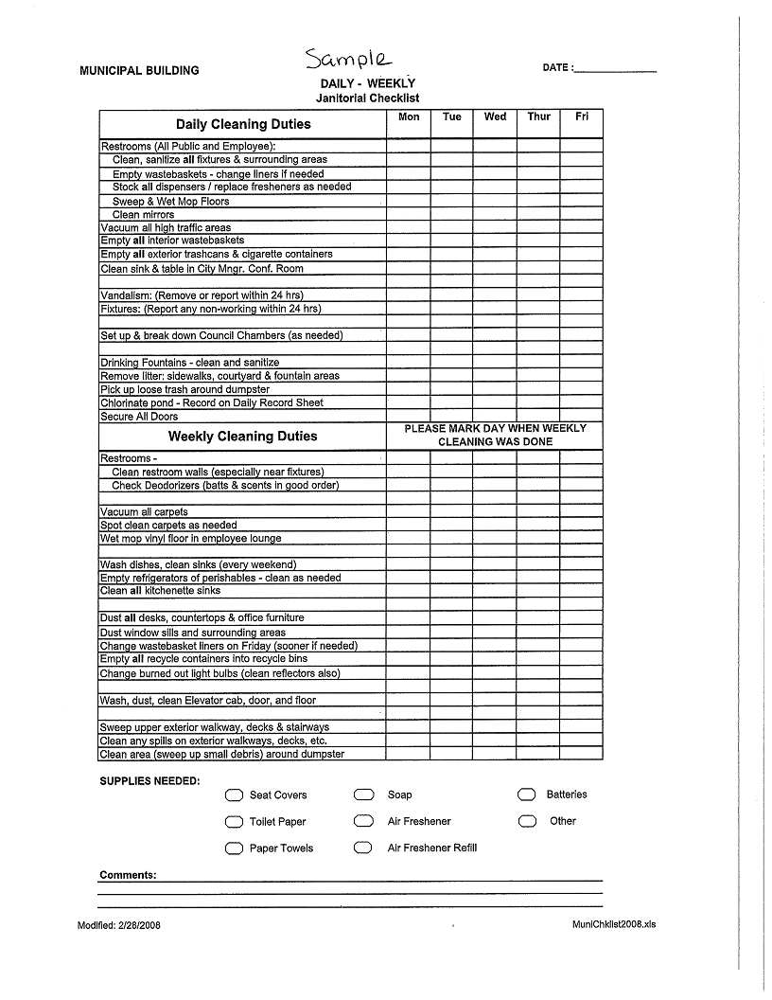 Sample
MUNICIPAL BUILDING
DATE :
DAILY - WEEKLY
Janitorial Checklist
Daily Cleaning Duties
Mon Tue Wed Thur Fri
Restrooms (All Public and Employee):
Clean, sanitize all fixtures & surrounding areas
Empty wastebaskets - change liners if needed
Stock all dispensers / replace fresheners as needed
Sweep & Wet Mop Floors
Clean mirrors
Vacuum all high traffic areas
Empty all interior wastebaskets
Empty all exterior trashcans & cigarette containers
Clean sink & table in City Mngr. Conf. Room
Vandalism: (Remove or report within 24 hrs)
Fixtures: (Report any non-working within 24 hrs)
Set up & break down Council Chambers (as needed)
Drinking Fountains - clean and sanitize
Remove litter: sidewalks, courtyard & fountain areas
Pick up loose trash around dumpster
Chlorinate pond - Record on Daily Record Sheet
Secure All Doors
Weekly Cleaning Duties
PLEASE MARK DAY WHEN WEEKLY
CLEANING WAS DONE
Restrooms -
Clean restroom walls (especially near fixtures)
Check Deodorizers (batts & scents in good order)
Vacuum all carpets
Spot clean carpets as needed
Wet mop vinyl floor in employee lounge
Wash dishes, clean sinks (every weekend)
Empty refrigerators of perishables - clean as needed
Clean all kitchenette sinks
Dust all desks, countertops & office furniture
Dust window sills and surrounding areas
Change wastebasket liners on Friday (sooner if needed)
Empty all recycle containers into recycle bins
Change burned out light bulbs (clean reflectors also)
Wash, dust, clean Elevator cab, door, and floor
Sweep upper exterior walkway, decks & stairways
Clean any spills on exterior walkways, decks, etc.
Clean area (sweep up small debris) around dumpster
SUPPLIES NEEDED:
Seat Covers Soap Batteries
Toilet Paper Air Freshener Other
Paper Towels Air Freshener Refill
Comments:
Modified: 2/28/2008 MuniChklist2008.xls